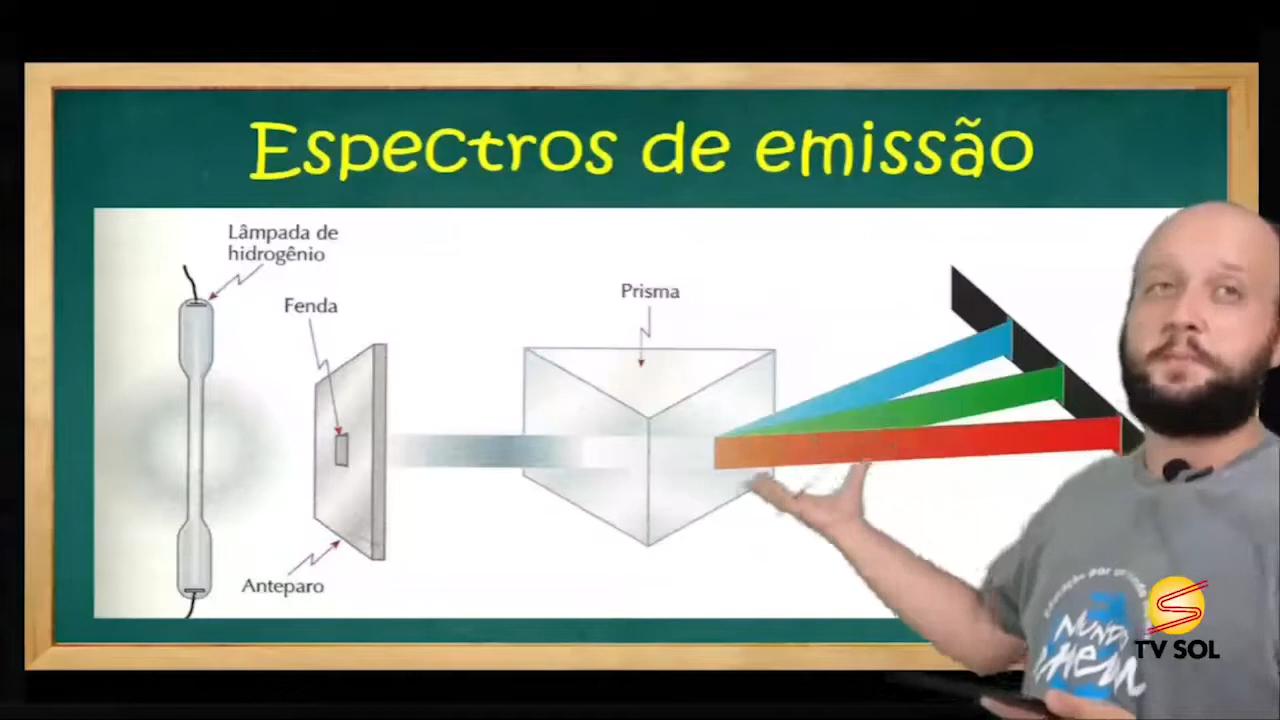 Espectros de emissão
Lâmpada de
hidrogênio
Fenda
Prisma
Anteparo
TV SOL